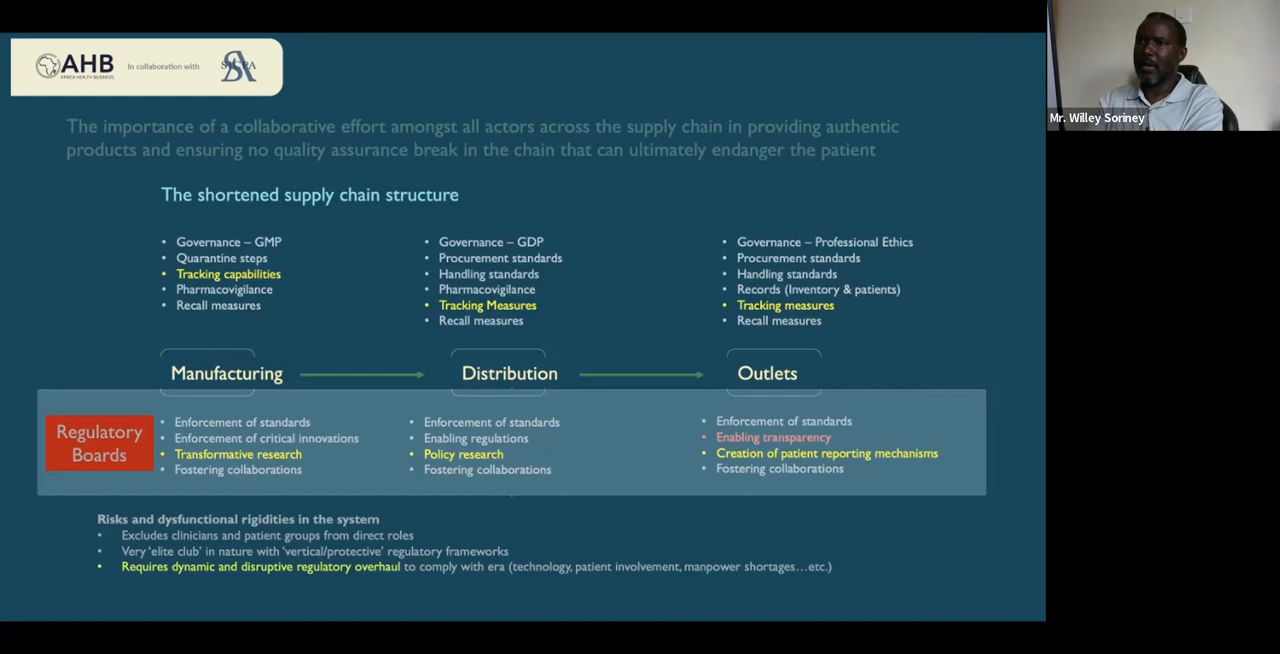 AHB
AFRICA HEALTH BUSINESS
In collaboration with
Mr. Willey Soriney
The importance of a collaborative effort amongst all actors across the supply chain in providing authentic
products and ensuring no quality assurance break in the chain that can ultimately endanger the patient
The shortened supply chain structure
• Governance – GMP
• Quarantine steps
• Tracking capabilities
• Pharmacovigilance
• Recall measures
• Governance – GDP
• Procurement standards
• Handling standards
• Pharmacovigilance
• Tracking Measures
• Recall measures
• Governance – Professional Ethics
• Procurement standards
• Handling standards
• Records (Inventory & patients)
• Tracking measures
• Recall measures
Manufacturing
Distribution
Outlets
Regulatory
Boards
• Enforcement of standards
• Enforcement of critical innovations
• Transformative research
• Fostering collaborations
• Enforcement of standards
• Enabling regulations
• Policy research
• Fostering collaborations
• Enforcement of standards
• Enabling transparency
• Creation of patient reporting mechanisms
• Fostering collaborations
Risks and dysfunctional rigidities in the system
• Excludes clinicians and patient groups from direct roles
• Very ‘elite club’ in nature with ‘vertical/protective’ regulatory frameworks
• Requires dynamic and disruptive regulatory overhaul to comply with era (technology, patient involvement, manpower shortages…etc.)